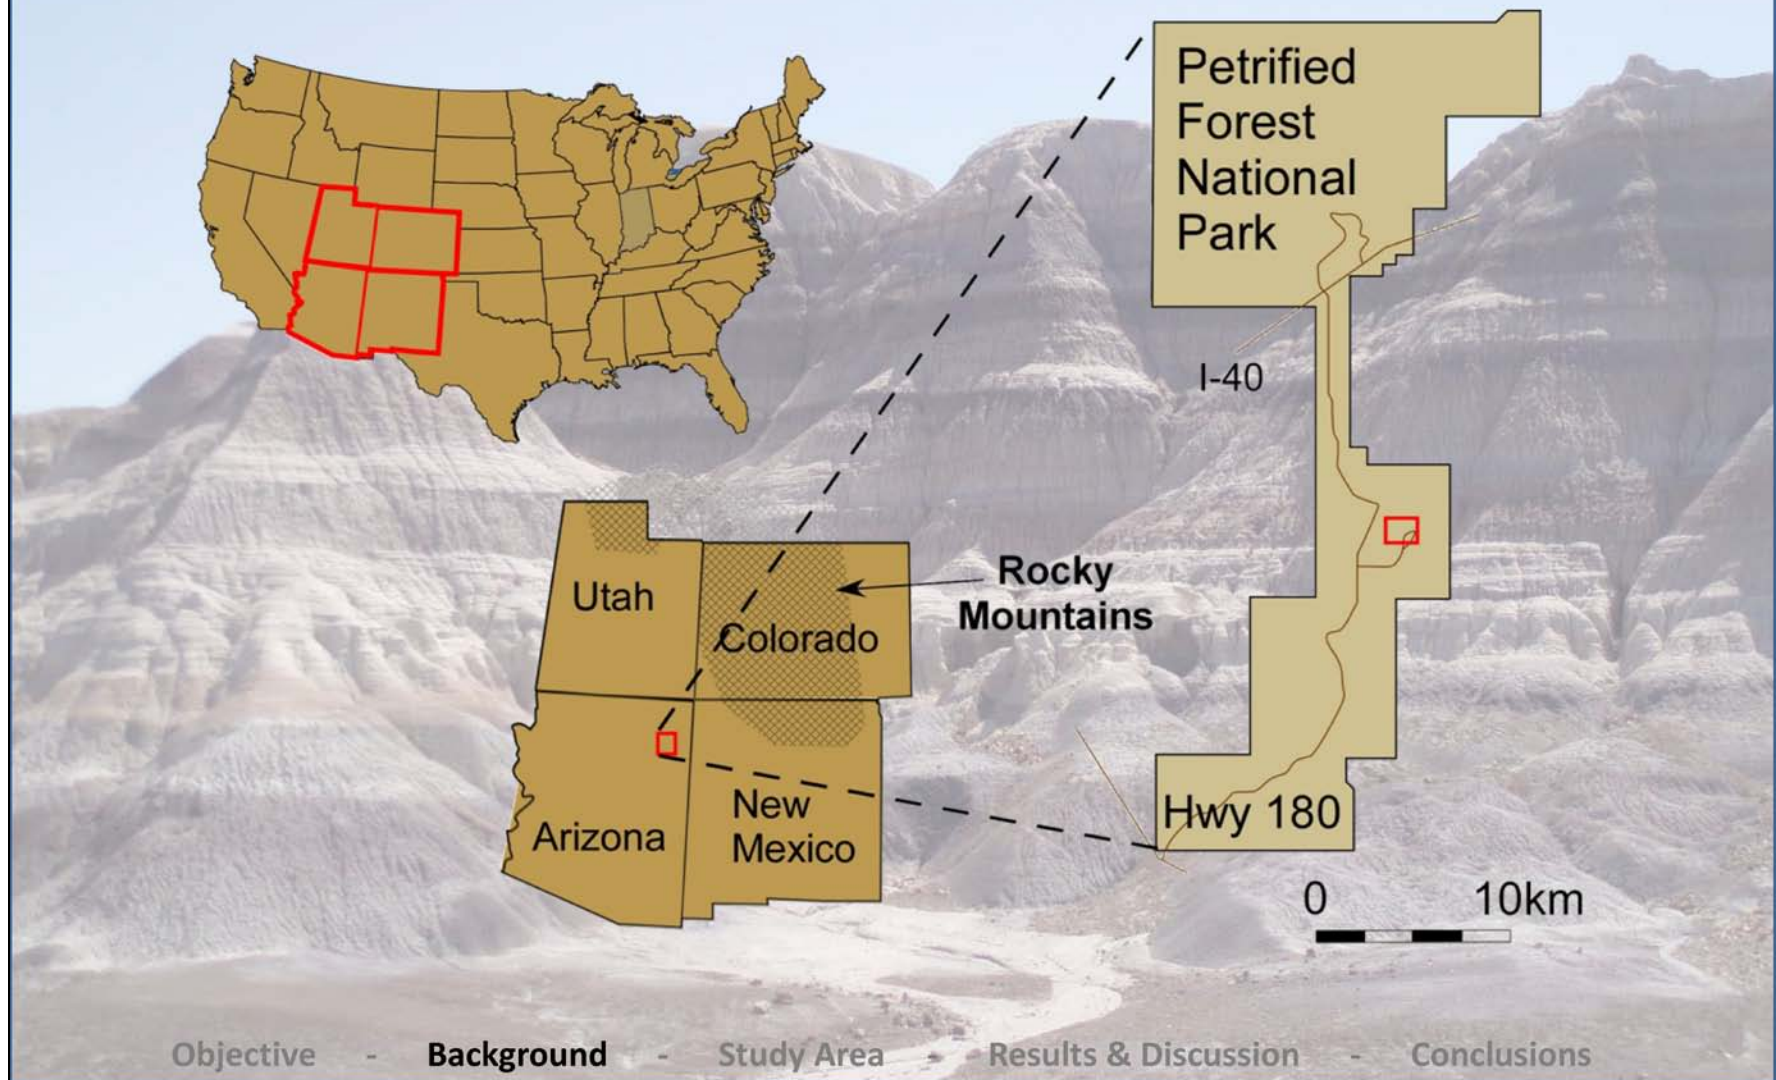 Petrified
Forest
National
Park
I-40
Rocky
Mountains
Utah
Colorado
New
Mexico
Arizona
Hwy 180
0 10km
Objective - Background - Study Area - Results & Discussion - Conclusions